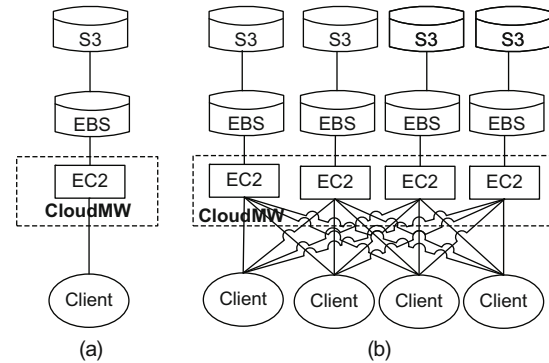 S3 S3 S3 S3 S3
EBS EBS EBS EBS EBS
EC2 EC2 EC2 EC2 EC2
CloudMW CloudMW
Client Client Client Client Client
(a) (b)